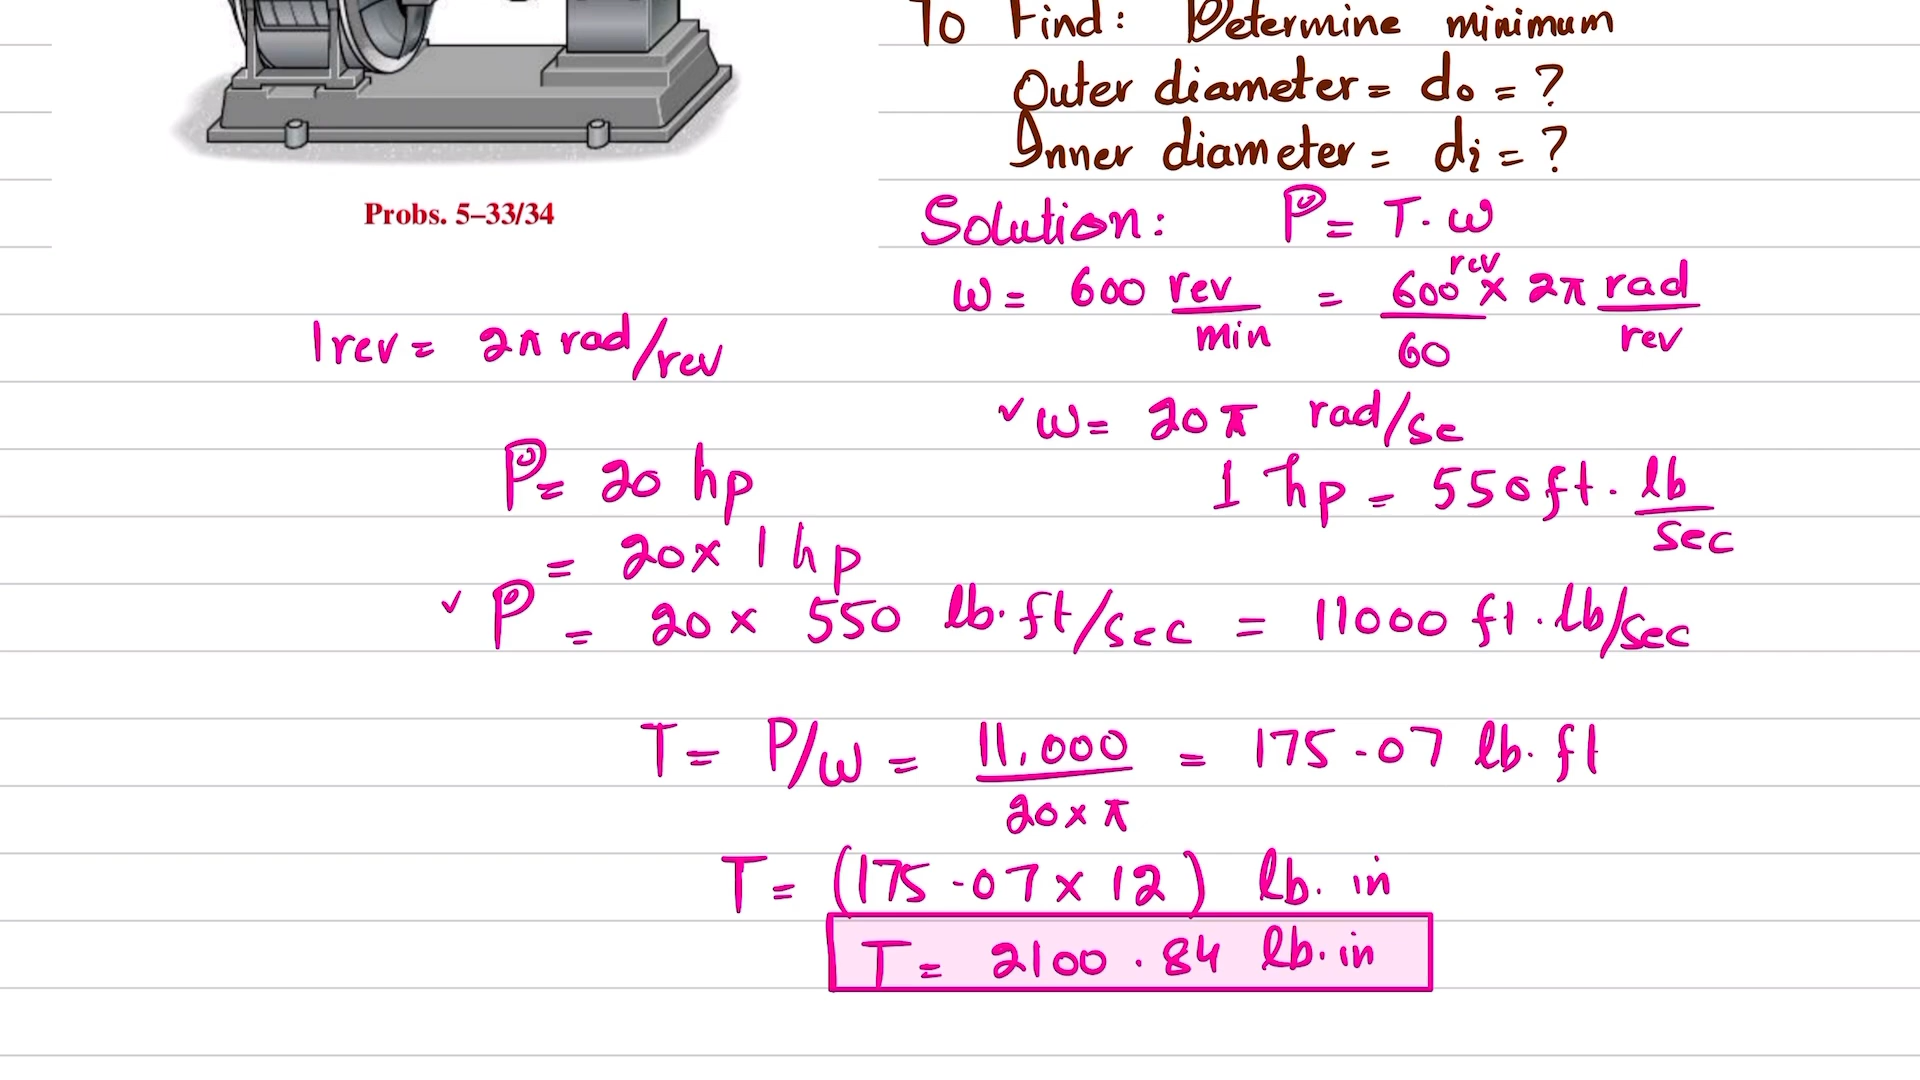 To Find: Determine minimum
Outer diameter = do = ?
Inner diameter = di = ?
Probs. 5–33/34
Solution: P = T. ω
ω = 600 rev/min = 600 rev/60 × 2π rad/rev
1rev = 2π rad/rev
✓ ω = 20π rad/se
P = 20 hp
1 hp = 550 ft. lb/sec
= 20× 1 hp
✓ P = 20 × 550 lb.ft/sec = 11000 ft.lb/sec
T = P/ω = 11,000/20×π = 175.07 lb.ft
T = (175.07×12) lb.in
T = 2100.84 lb.in